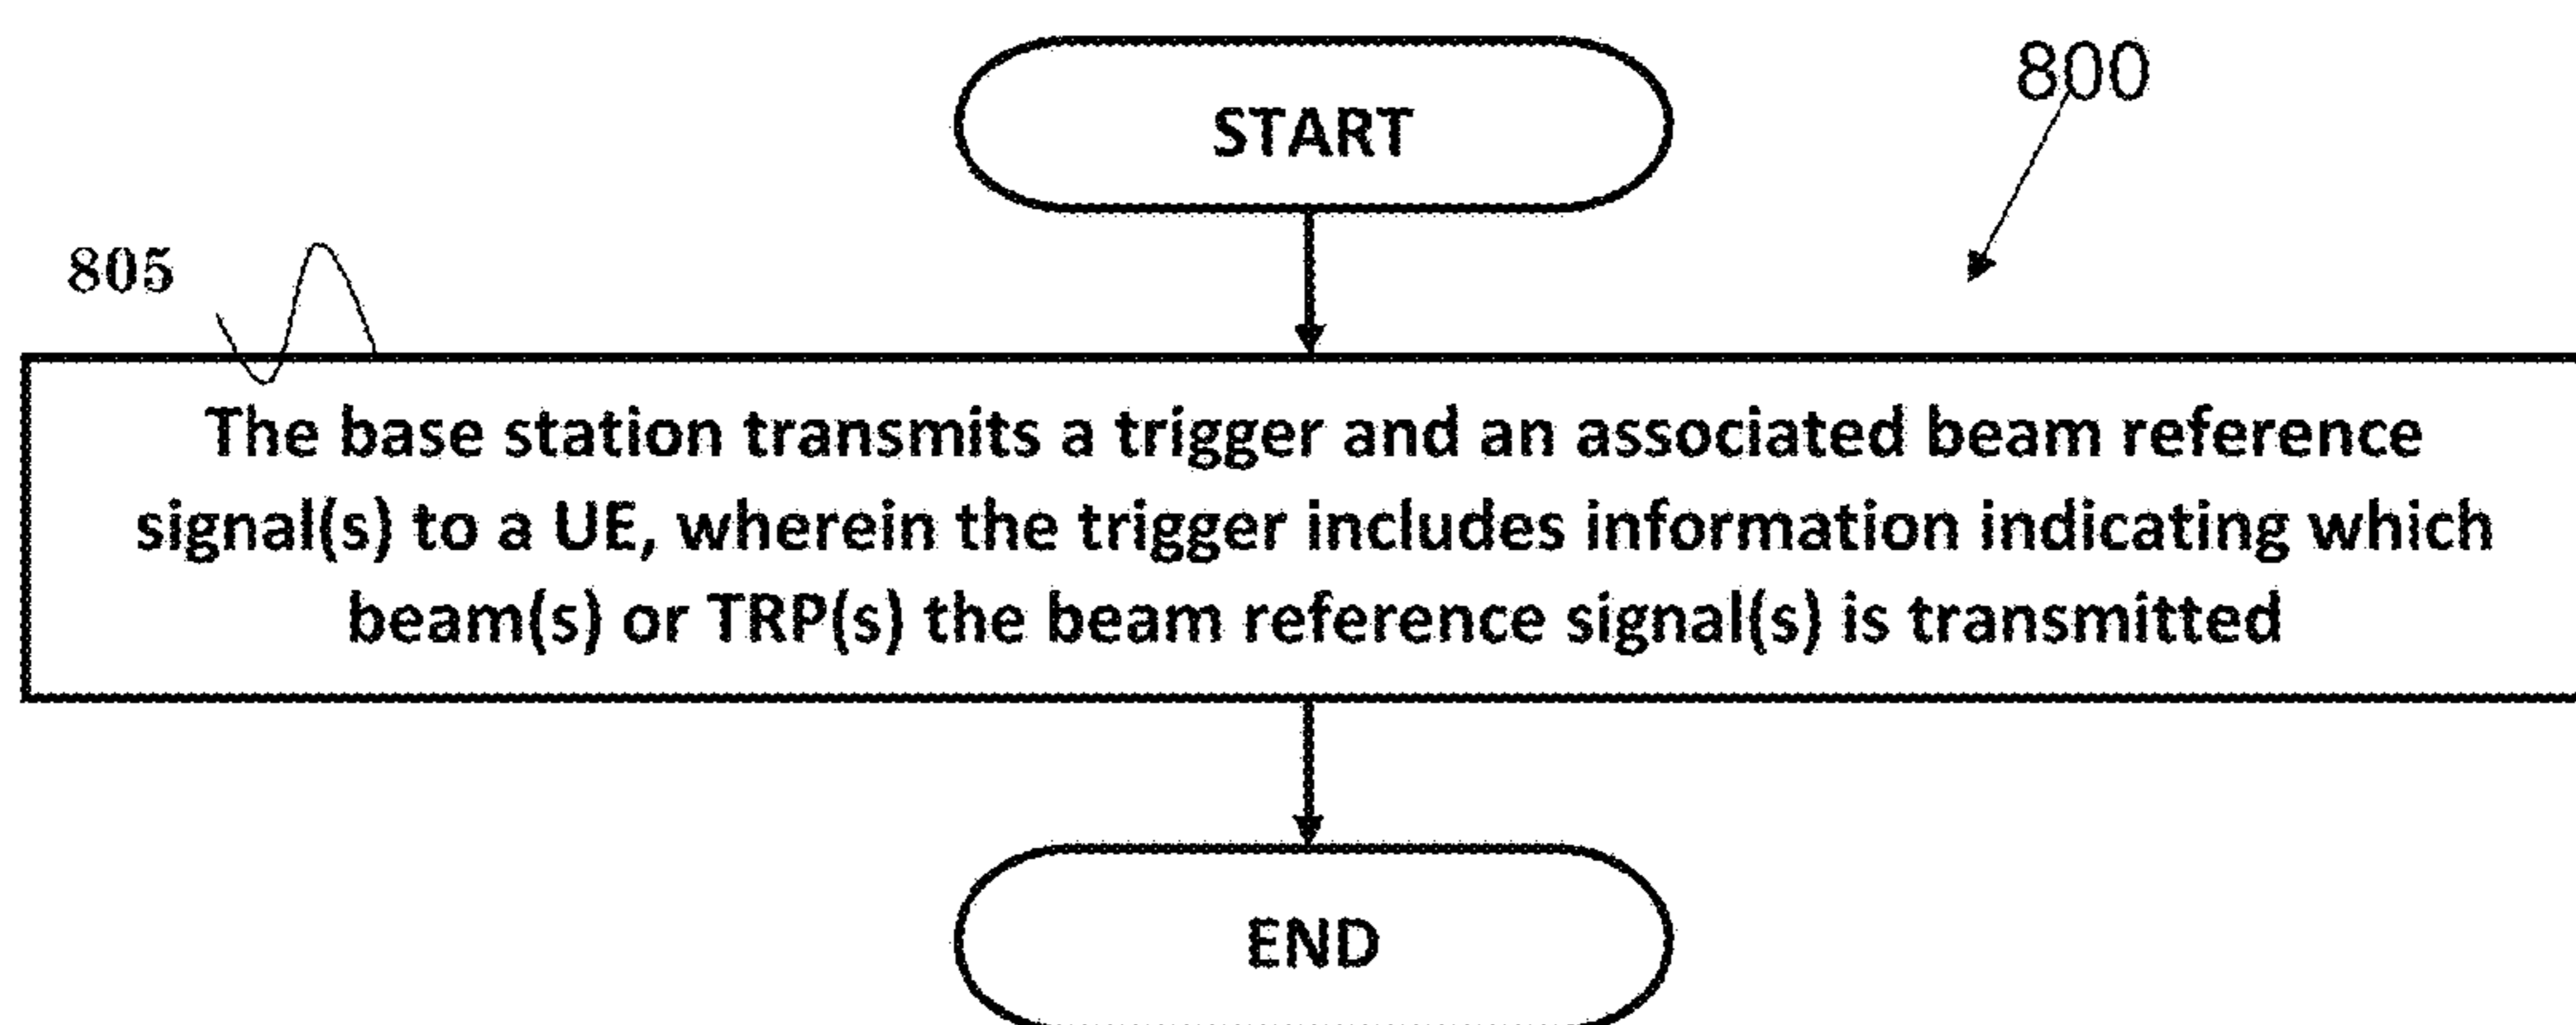 START
800
805
The base station transmits a trigger and an associated beam reference
signal(s) to a UE, wherein the trigger includes information indicating which
beam(s) or TRP(s) the beam reference signal(s) is transmitted
END